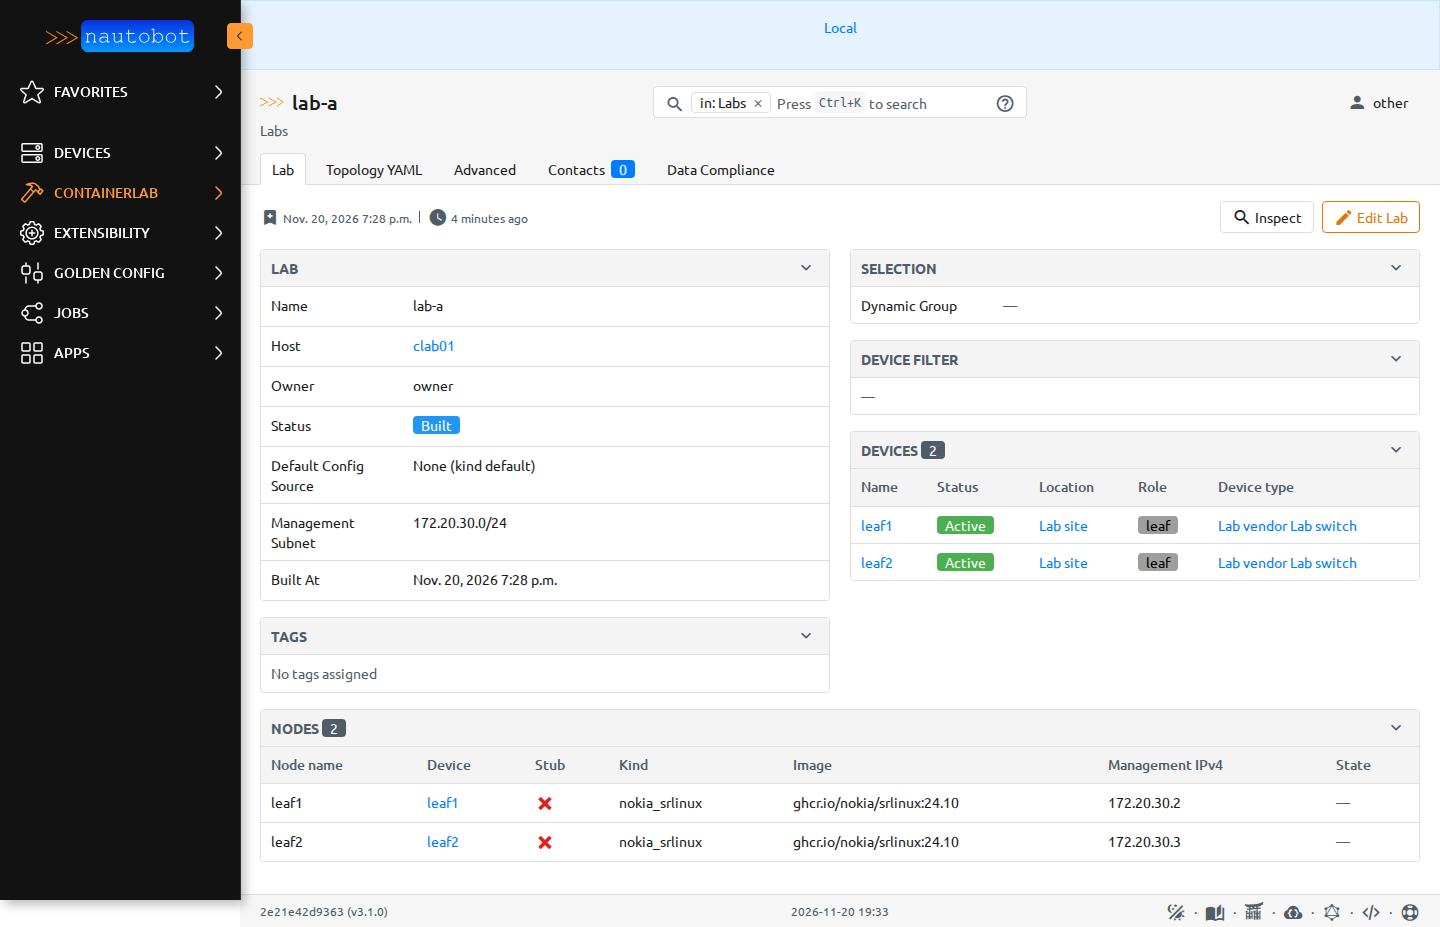 nautobot
FAVORITES
DEVICES
CONTAINERLAB
EXTENSIBILITY
GOLDEN CONFIG
JOBS
APPS
Local
lab-a
in: Labs × Press Ctrl+K to search
other
Labs
Lab Topology YAML Advanced Contacts 0 Data Compliance
Nov. 20, 2026 7:28 p.m. 4 minutes ago
Inspect Edit Lab
LAB
Name lab-a
Host clab01
Owner owner
Status Built
Default Config Source None (kind default)
Management Subnet 172.20.30.0/24
Built At Nov. 20, 2026 7:28 p.m.
TAGS
No tags assigned
SELECTION
Dynamic Group —
DEVICE FILTER
—
DEVICES 2
Name Status Location Role Device type
leaf1 Active Lab site leaf Lab vendor Lab switch
leaf2 Active Lab site leaf Lab vendor Lab switch
NODES 2
Node name Device Stub Kind Image Management IPv4 State
leaf1 leaf1 nokia_srlinux ghcr.io/nokia/srlinux:24.10 172.20.30.2 —
leaf2 leaf2 nokia_srlinux ghcr.io/nokia/srlinux:24.10 172.20.30.3 —
2e21e42d9363 (v3.1.0) 2026-11-20 19:33